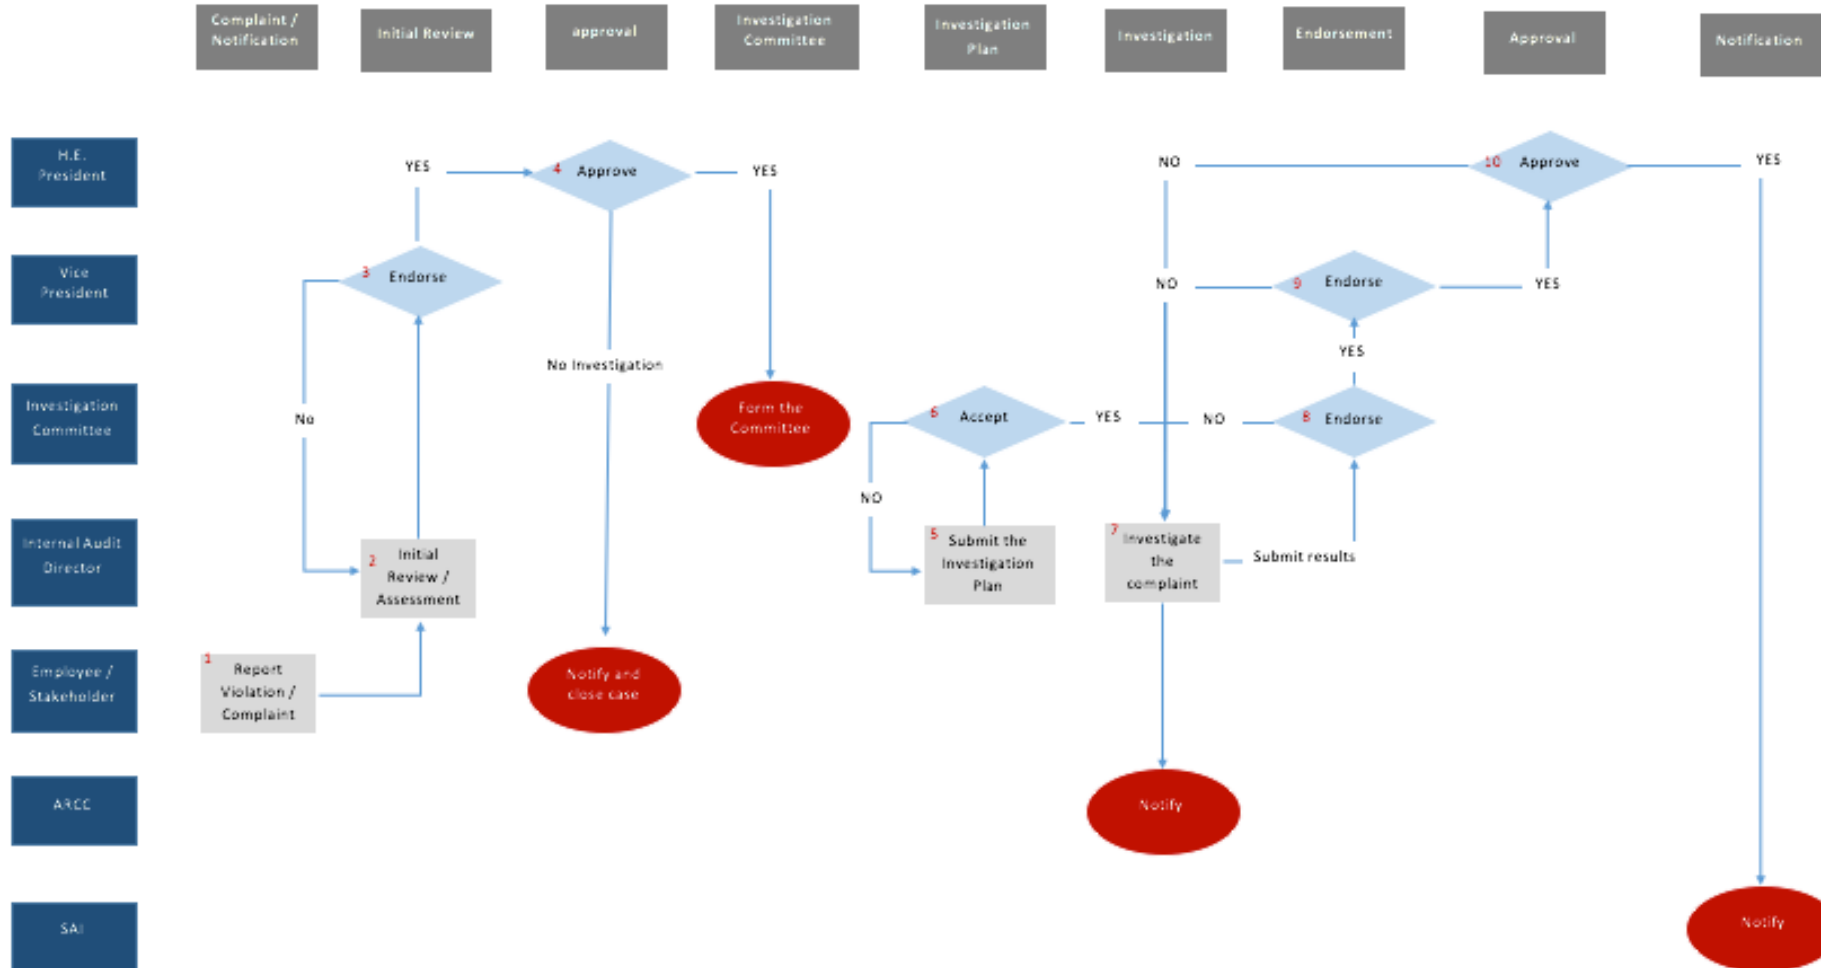 Complaint /
Notification
Initial Review
approval
Investigation
Committee
Investigation
Plan
Investigation
Endorsement
Approval
Notification
H.E.
President
YES
4
Approve
YES
NO
10
Approve
YES
Vice
President
3
Endorse
NO
9
Endorse
YES
No Investigation
YES
Investigation
Committee
No
Form the
Committee
6
Accept
YES
NO
8
Endorse
NO
Internal Audit
Director
2
Initial
Review /
Assessment
5
Submit the
Investigation
Plan
7
Investigate
the
complaint
Submit results
Employee /
Stakeholder
1
Report
Violation /
Complaint
Notify and
close case
ARCC
Notify
SAI
Notify